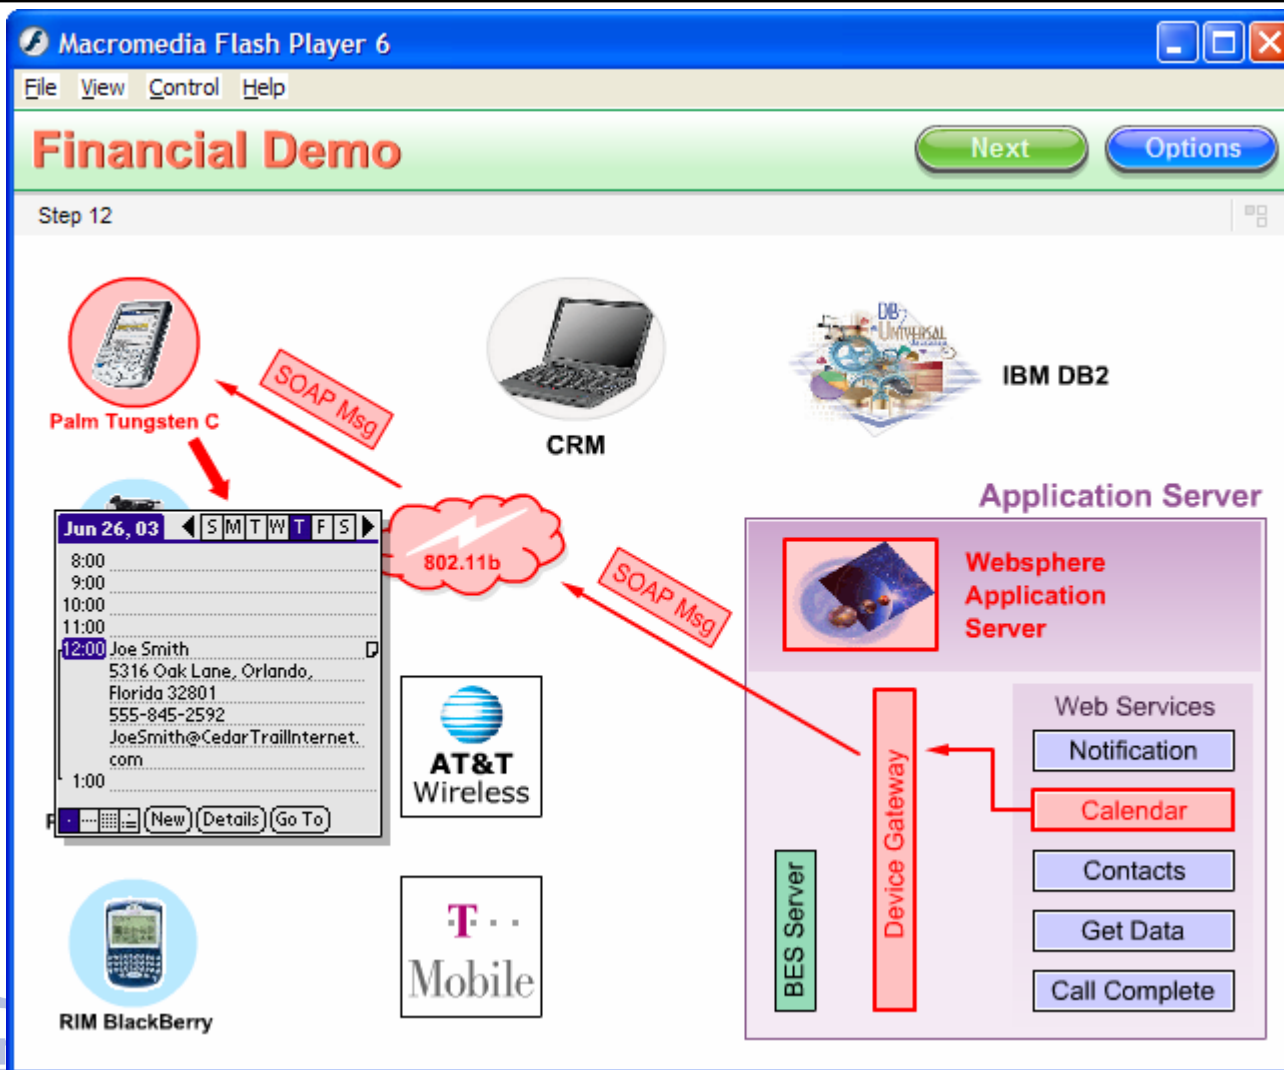 Macromedia Flash Player 6
File View Control Help
Financial Demo
Next
Options
Step 12
SOAP Msg
Palm Tungsten C
CRM
DB2
UNIVERSAL
IBM DB2
Application Server
Jun 26, 03 S M T W T F S
8:00
9:00
10:00
11:00
12:00 Joe Smith
5316 Oak Lane, Orlando,
Florida 32801
555-845-2592
JoeSmith@CedarTrailInternet.
com
1:00
New Details Go To
802.11b
SOAP Msg
Websphere
Application
Server
AT&T
Wireless
Web Services
Notification
Calendar
Contacts
Get Data
Call Complete
Device Gateway
BES Server
RIM BlackBerry
T
Mobile